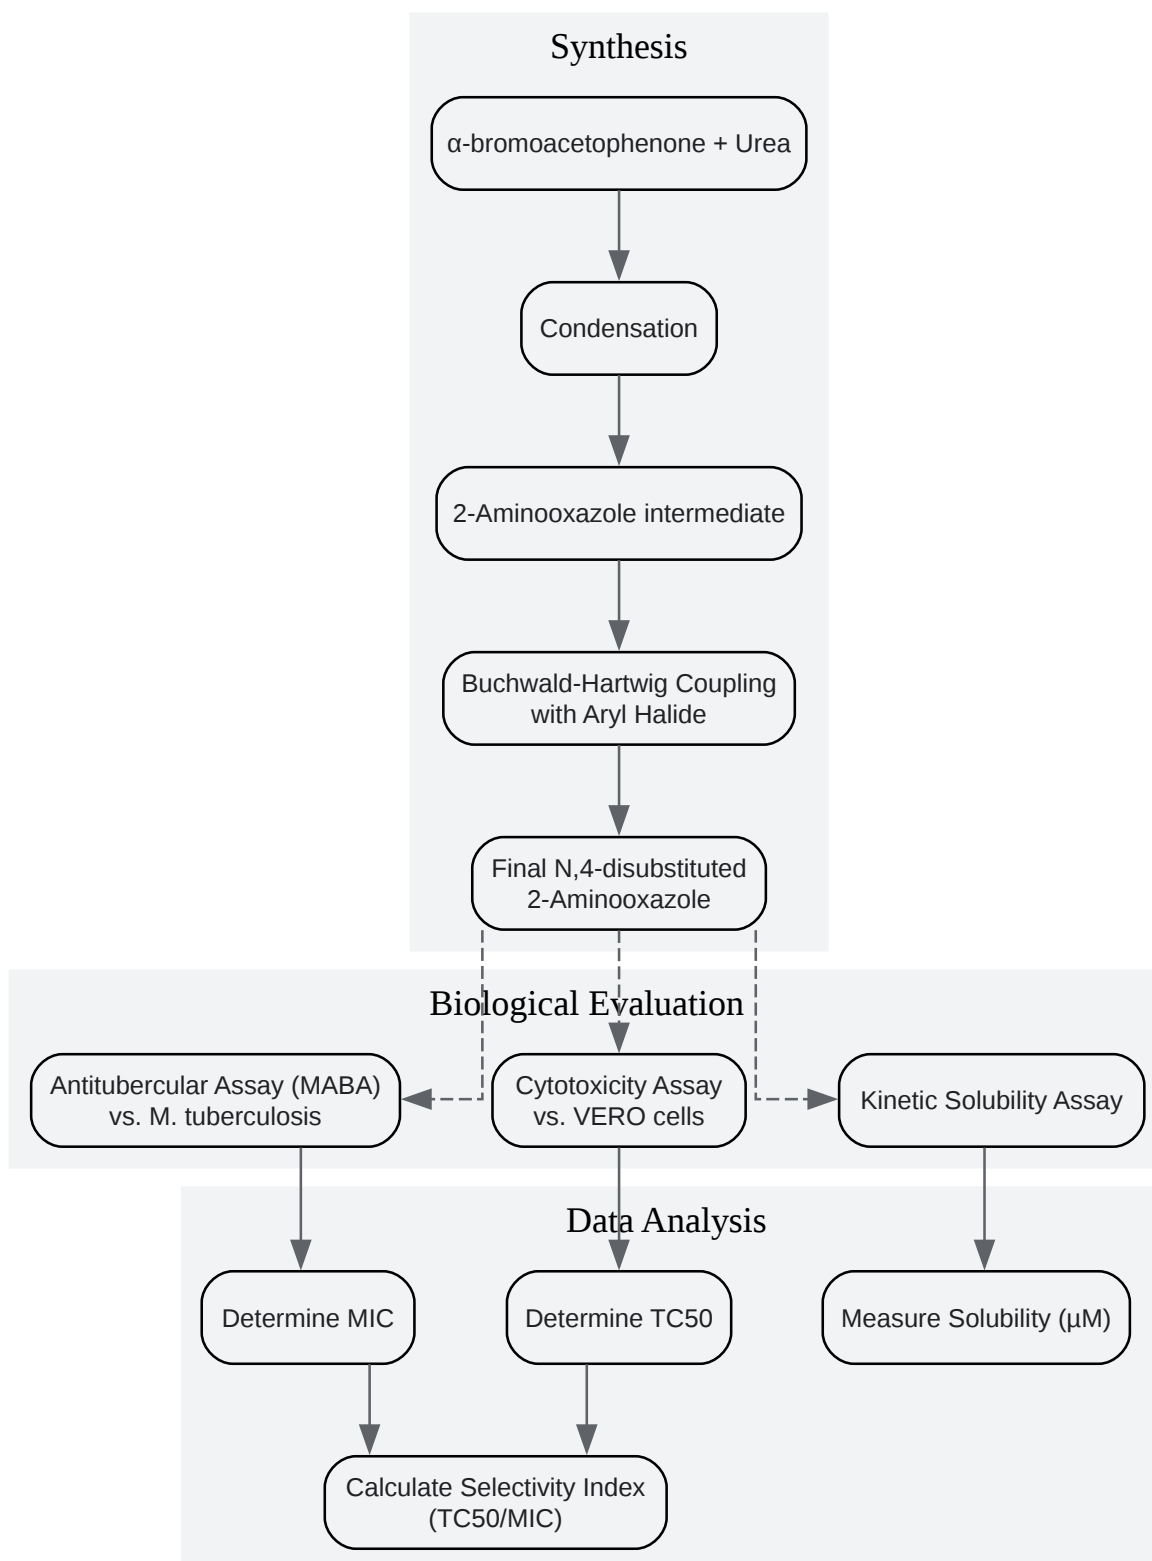 Synthesis
α-bromoacetophenone + Urea
Condensation
2-Aminooxazole intermediate
Buchwald-Hartwig Coupling
with Aryl Halide
Final N,4-disubstituted
2-Aminooxazole
Biological Evaluation
Antitubercular Assay (MABA)
vs. M. tuberculosis
Cytotoxicity Assay
vs. VERO cells
Kinetic Solubility Assay
Data Analysis
Determine MIC
Determine TC50
Measure Solubility (µM)
Calculate Selectivity Index
(TC50/MIC)